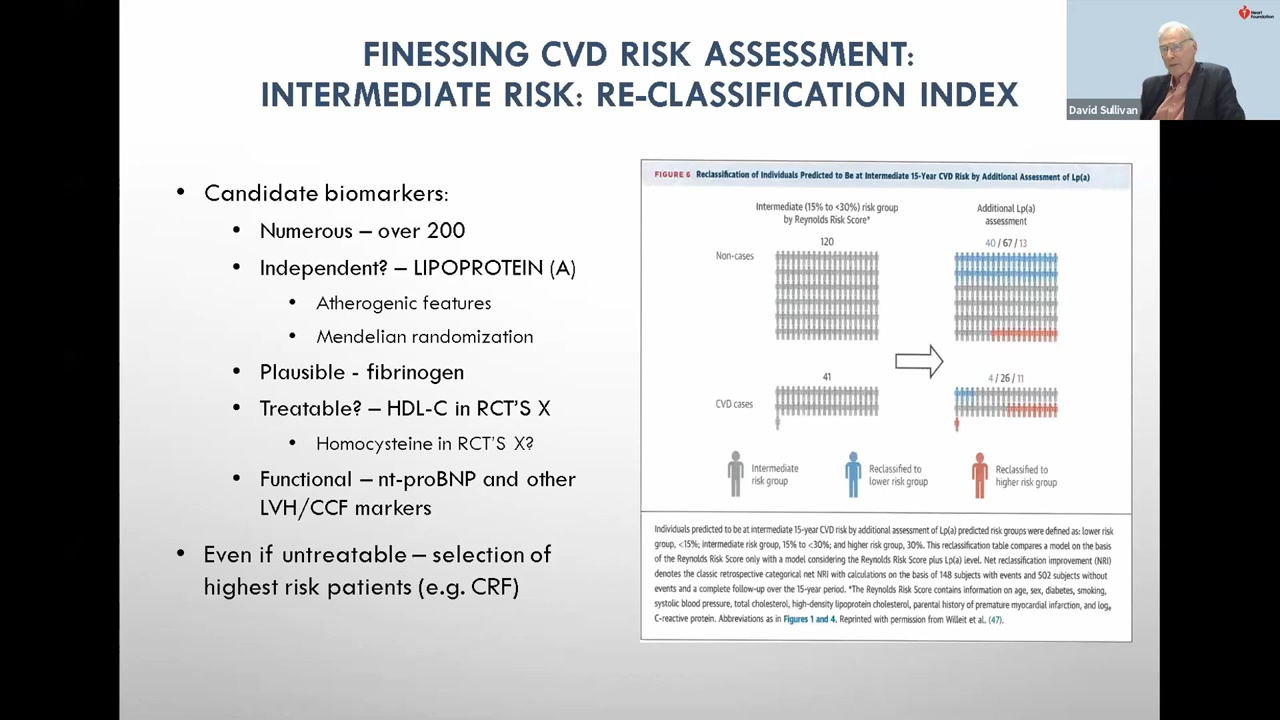 FINESSING CVD RISK ASSESSMENT:
INTERMEDIATE RISK: RE-CLASSIFICATION INDEX
Heart
Foundation
David Sullivan
• Candidate biomarkers:
• Numerous – over 200
• Independent? – LIPOPROTEIN (A)
• Atherogenic features
• Mendelian randomization
• Plausible - fibrinogen
• Treatable? – HDL-C in RCT'S X
• Homocysteine in RCT'S X?
• Functional – nt-proBNP and other
LVH/CCF markers
• Even if untreatable – selection of
highest risk patients (e.g. CRF)
FIGURE 6 Reclassification of Individuals Predicted to Be at Intermediate 15-Year CVD Risk by Additional Assessment of Lp(a)
Intermediate (15% to <30%) risk group
by Reynolds Risk Score*
Additional Lp(a)
assessment
120
40 / 67 / 13
Non-cases
41
4 / 26 / 11
CVD cases
Intermediate
risk group
Reclassified to
lower risk group
Reclassified to
higher risk group
Individuals predicted to be at intermediate 15-year CVD risk by additional assessment of Lp(a) predicted risk groups were defined as: lower risk
group, <15%; intermediate risk group, 15% to <30%; and higher risk group, 30%. This reclassification table compares a model on the basis
of the Reynolds Risk Score only with a model considering the Reynolds Risk Score plus Lp(a) level. Net reclassification improvement (NRI)
denotes the classic retrospective categorical net NRI with calculations on the basis of 148 subjects with events and 502 subjects without
events and a complete follow-up over the 15-year period. *The Reynolds Risk Score contains information on age, sex, diabetes, smoking,
systolic blood pressure, total cholesterol, high-density lipoprotein cholesterol, parental history of premature myocardial infarction, and logₑ
C-reactive protein. Abbreviations as in Figures 1 and 4. Reprinted with permission from Willeit et al. (47).